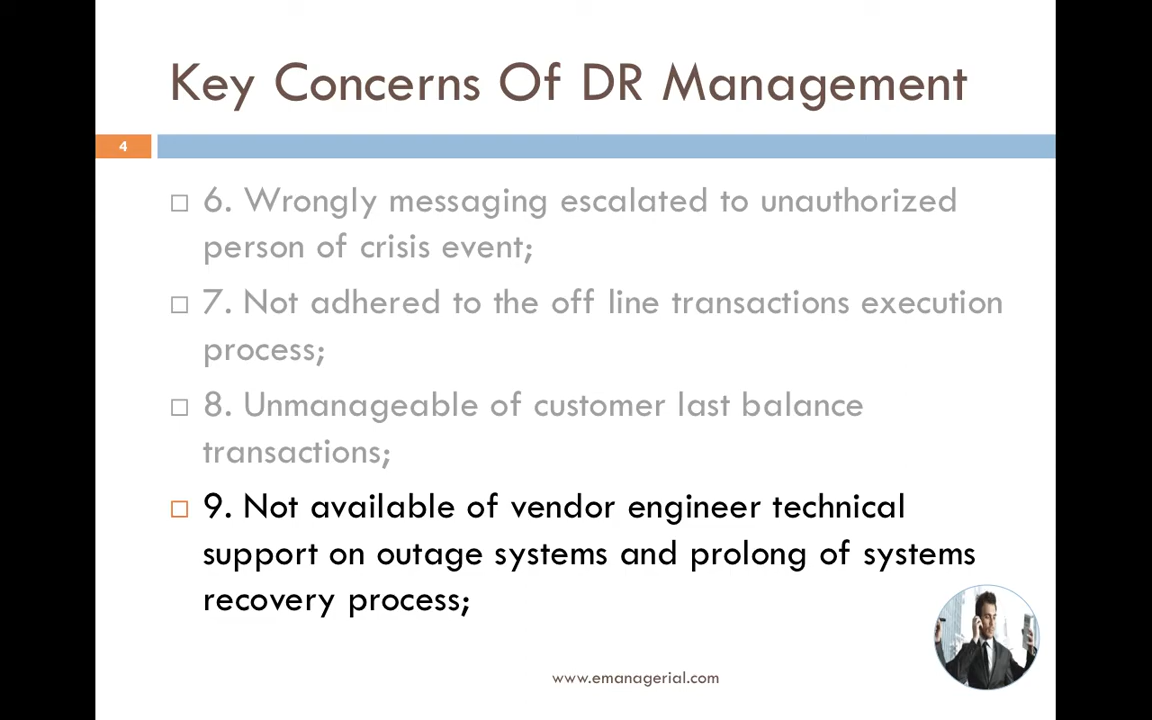 Key Concerns Of DR Management
4
6. Wrongly messaging escalated to unauthorized
person of crisis event;
7. Not adhered to the off line transactions execution
process;
8. Unmanageable of customer last balance
transactions;
9. Not available of vendor engineer technical
support on outage systems and prolong of systems
recovery process;
www.emanagerial.com